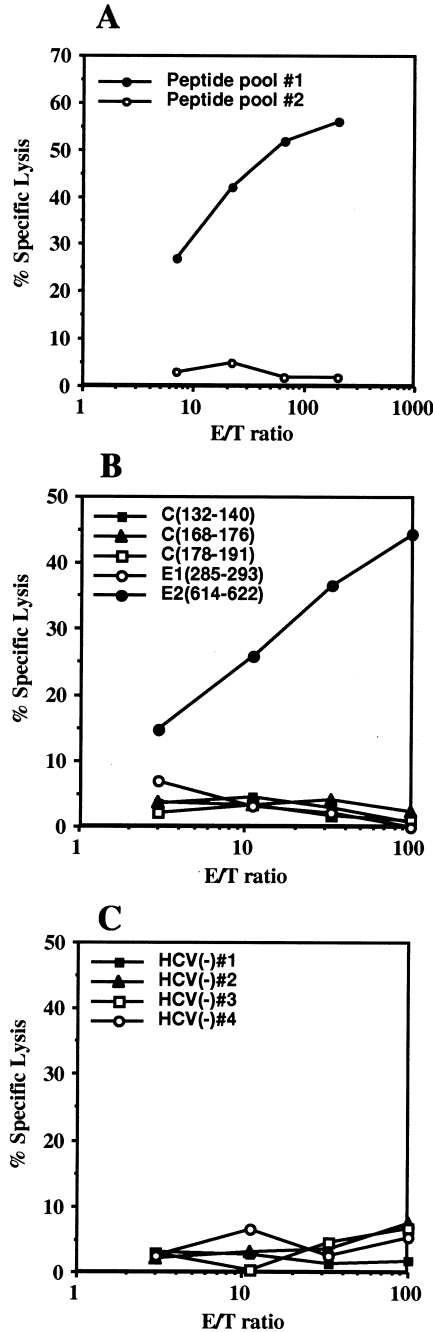 A
% Specific Lysis
70
60
50
40
30
20
10
0
Peptide pool #1
Peptide pool #2
1 10 100 1000
E/T ratio
B
% Specific Lysis
50
40
30
20
10
0
C(132-140)
C(168-176)
C(178-191)
E1(285-293)
E2(614-622)
1 10 100
E/T ratio
C
% Specific Lysis
50
40
30
20
10
0
HCV(-)#1
HCV(-)#2
HCV(-)#3
HCV(-)#4
1 10 100
E/T ratio